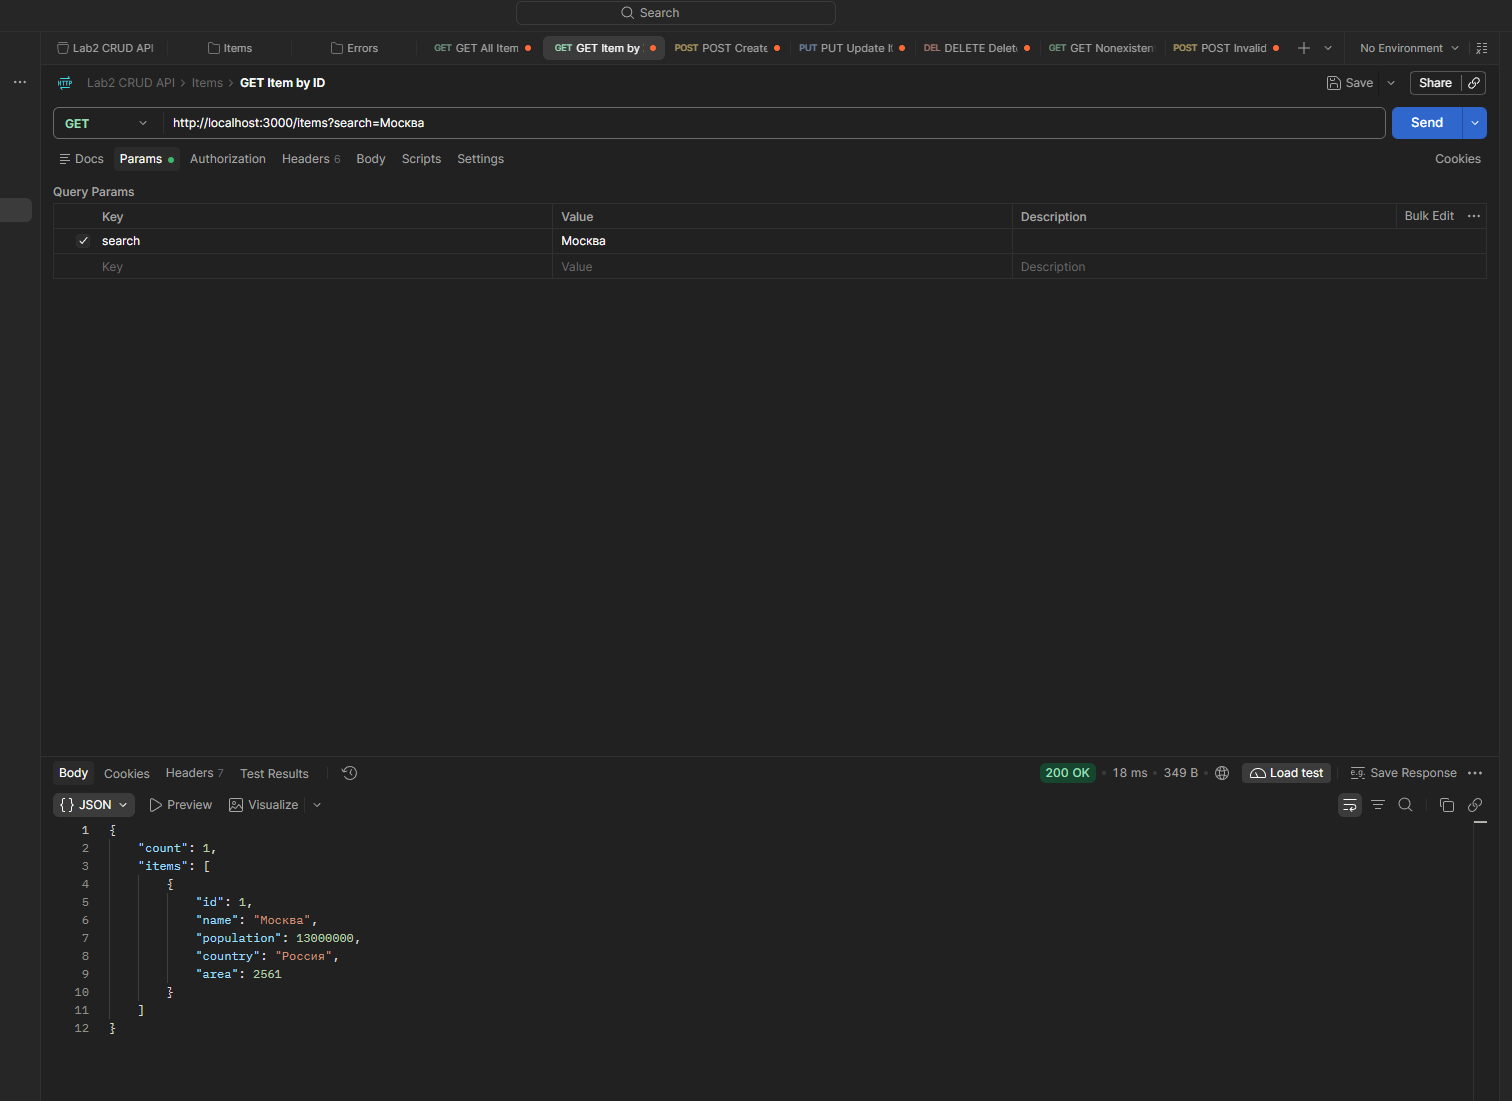 Search
Lab2 CRUD API Items Errors GET GET All Item GET GET Item by POST POST Create PUT PUT Update I DEL DELETE Delet GET GET Nonexisten POST POST Invalid No Environment
HTTP Lab2 CRUD API > Items > GET Item by ID Save Share
GET http://localhost:3000/items?search=Москва Send
Docs Params Authorization Headers 6 Body Scripts Settings Cookies
Query Params
Key Value Description Bulk Edit
search Москва
Key Value Description
Body Cookies Headers 7 Test Results 200 OK 18 ms 349 B Load test e.g. Save Response
{ } JSON Preview Visualize
1 {
2 "count": 1,
3 "items": [
4 {
5 "id": 1,
6 "name": "Москва",
7 "population": 13000000,
8 "country": "Россия",
9 "area": 2561
10 }
11 ]
12 }